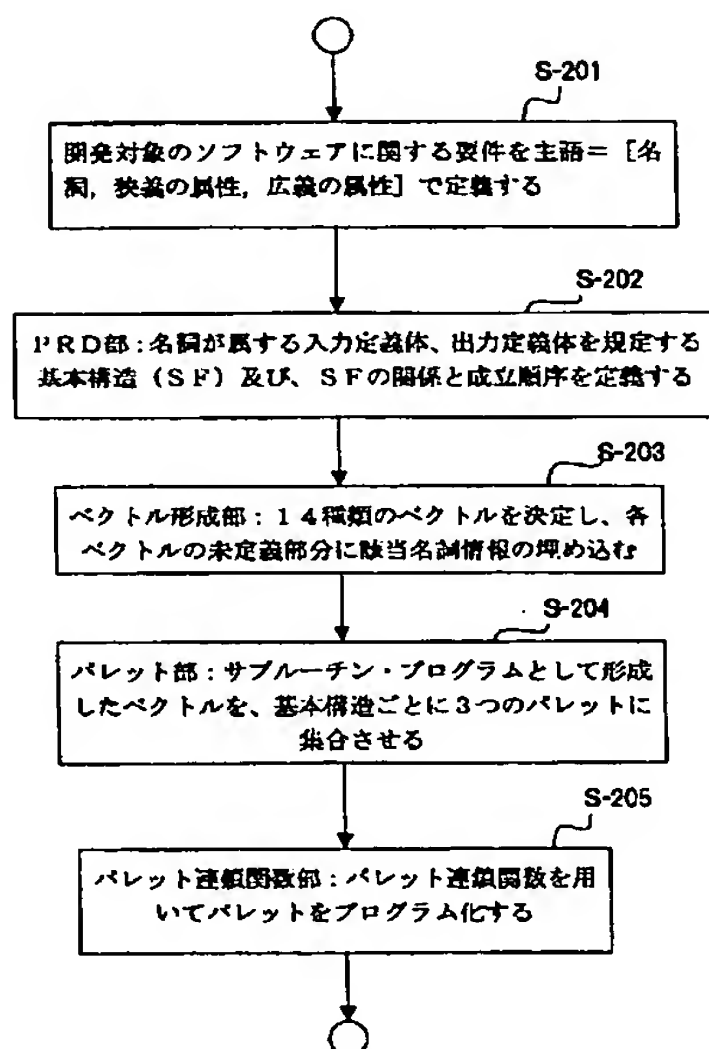 S-201
開発対象のソフトウェアに関する要件を主語=［名
詞，狭義の属性，広義の属性］で定義する
S-202
ＰＲＤ部：名詞が属する入力定義体、出力定義体を規定する
基本構造（ＳＦ）及び、ＳＦの関係と成立順序を定義する
S-203
ベクトル形成部：１４種類のベクトルを決定し、各
ベクトルの未定義部分に該当名詞情報の埋め込む
S-204
パレット部：サブルーチン・プログラムとして形成
したベクトルを、基本構造ごとに３つのパレットに
集合させる
S-205
パレット連鎖関数部：パレット連鎖関数を用
いてパレットをプログラム化する